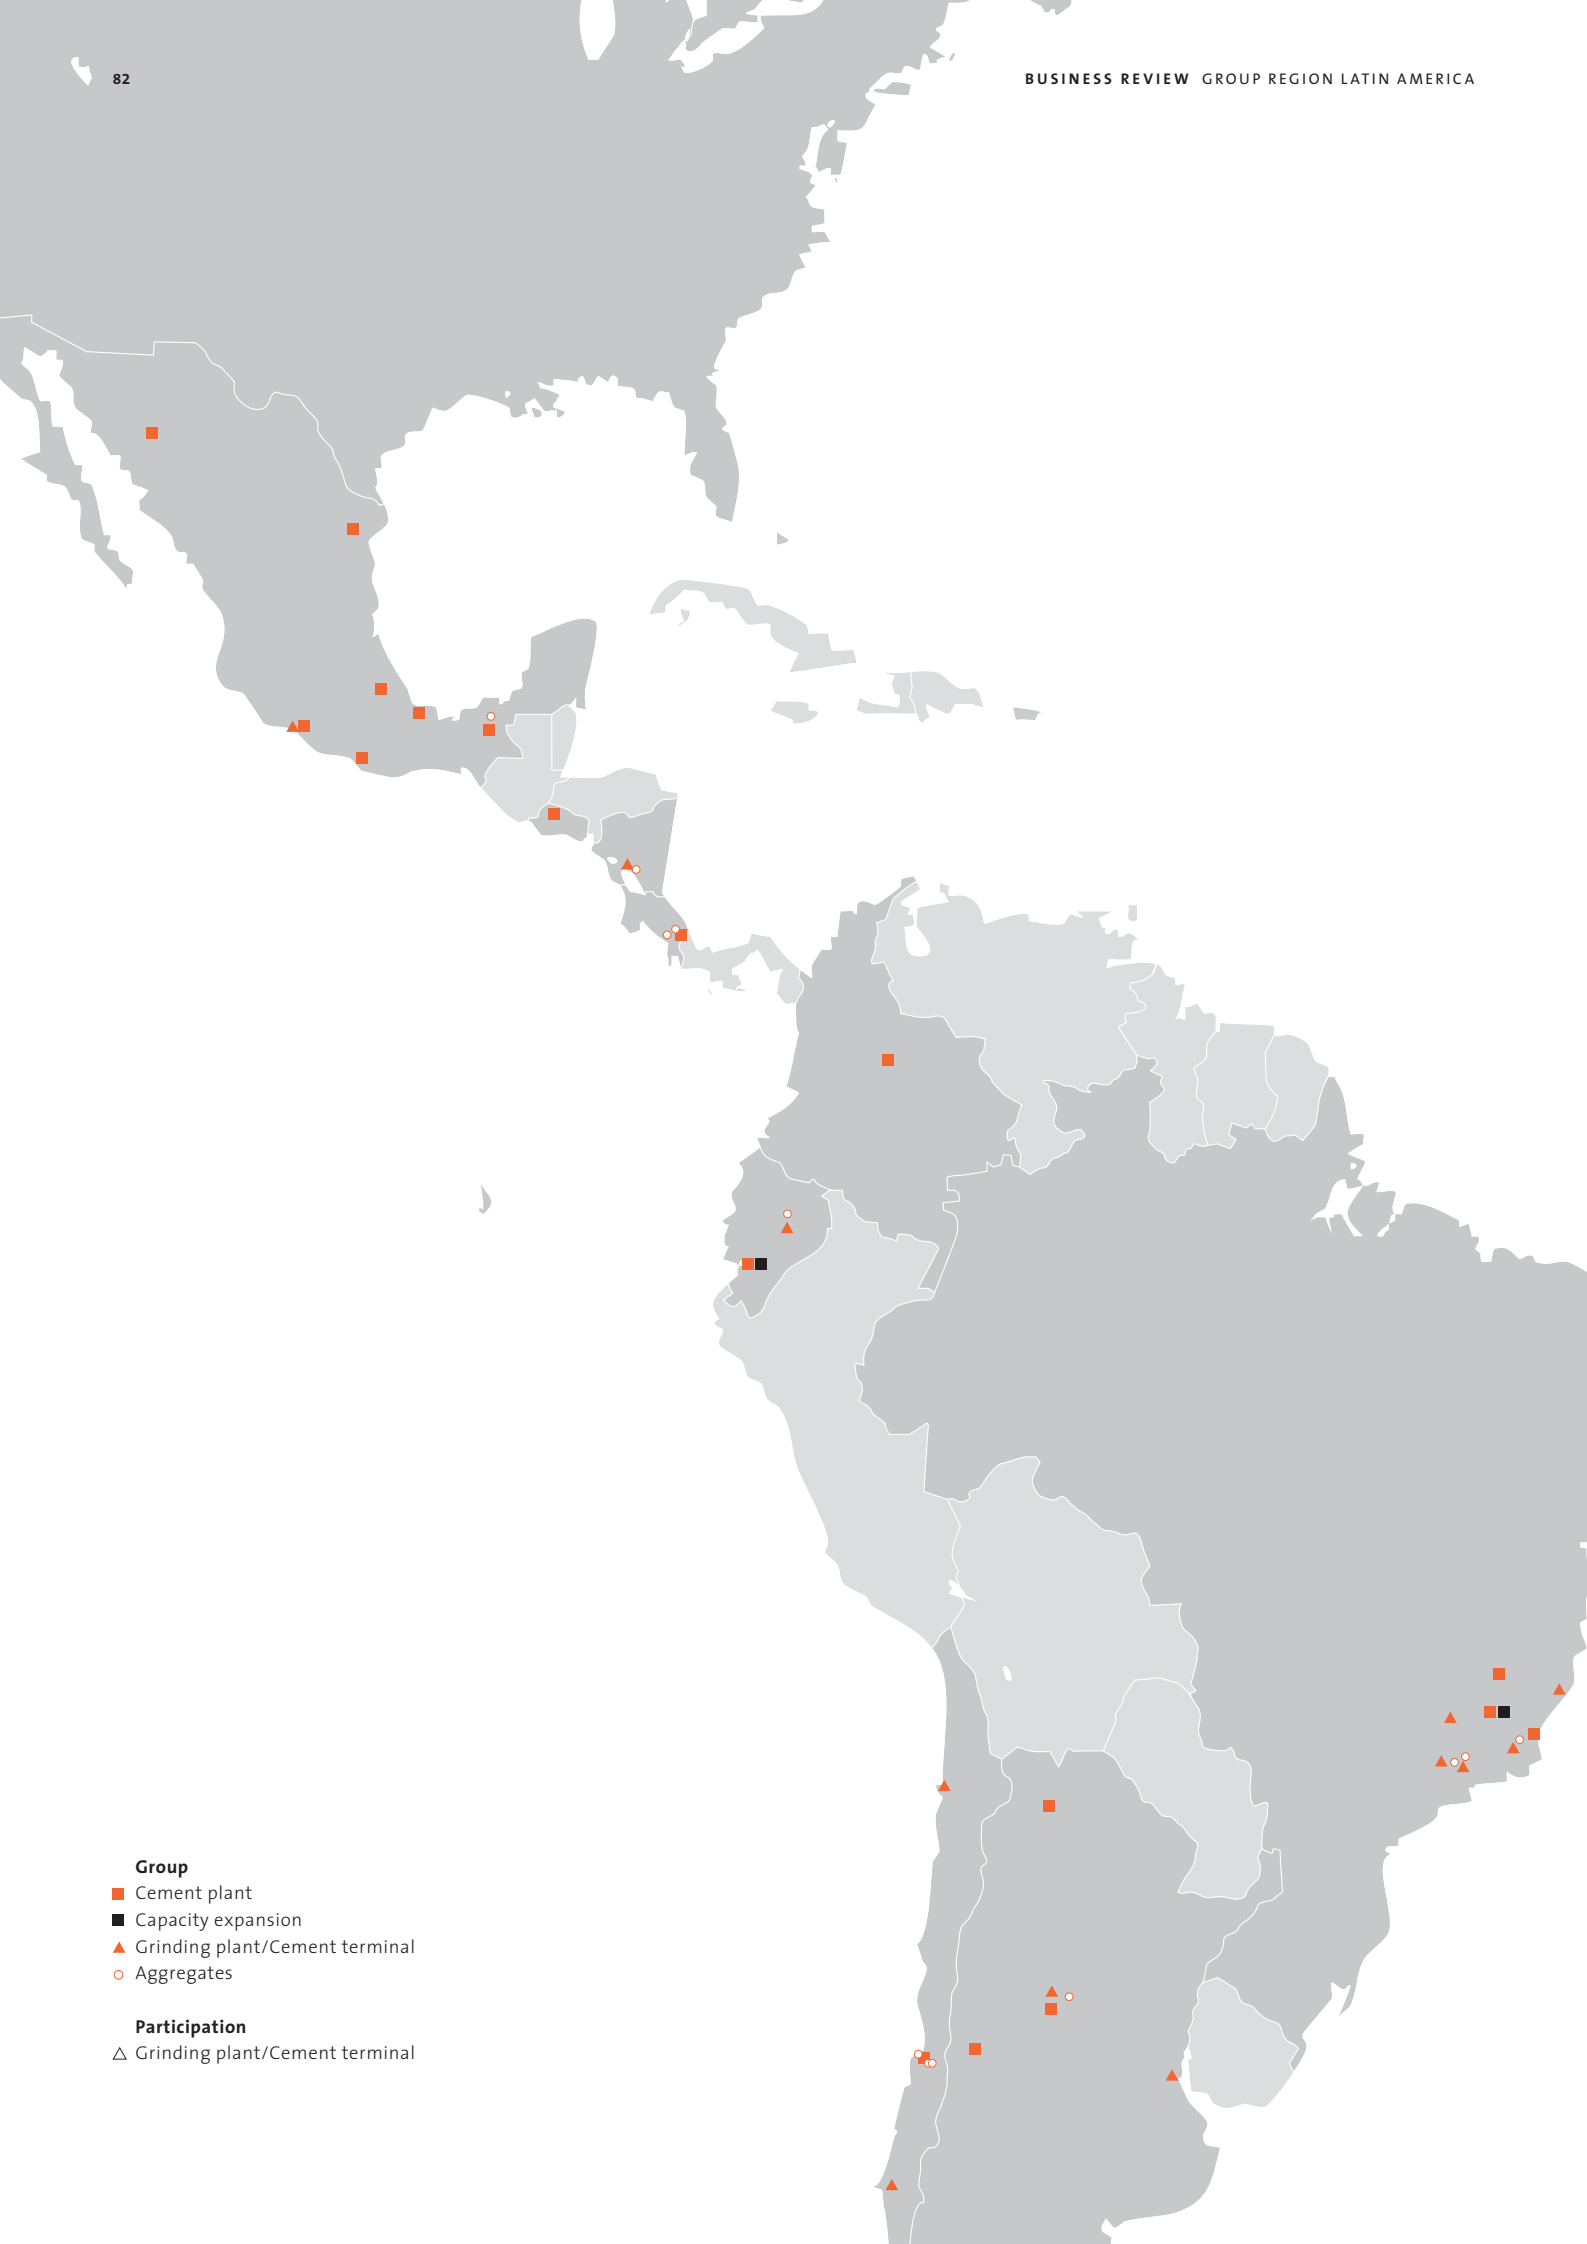 82
BUSINESS REVIEW GROUP REGION LATIN AMERICA
Group
Cement plant
Capacity expansion
Grinding plant/Cement terminal
Aggregates
Participation
Grinding plant/Cement terminal